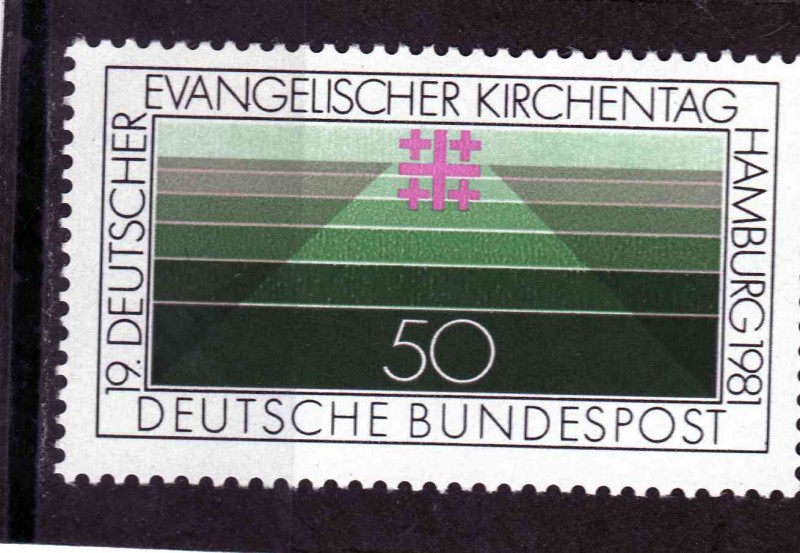 19. DEUTSCHER
EVANGELISCHER KIRCHENTAG
HAMBURG 1981
50
DEUTSCHE BUNDESPOST